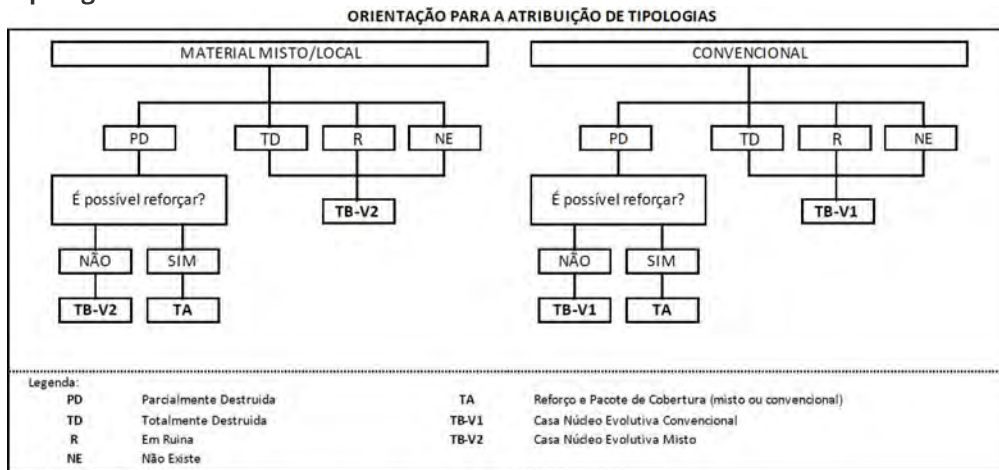 ORIENTAÇÃO PARA A ATRIBUIÇÃO DE TIPOLOGIAS
MATERIAL MISTO/LOCAL
CONVENCIONAL
PD TD R NE
PD TD R NE
É possível reforçar?
TB-V2
É possível reforçar?
TB-V1
NÃO SIM
NÃO SIM
TB-V2 TA
TB-V1 TA
Legenda:
PD Parcialmente Destruida TA Reforço e Pacote de Cobertura (misto ou convencional)
TD Totalmente Destruida TB-V1 Casa Núcleo Evolutiva Convencional
R Em Ruina TB-V2 Casa Núcleo Evolutiva Misto
NE Não Existe